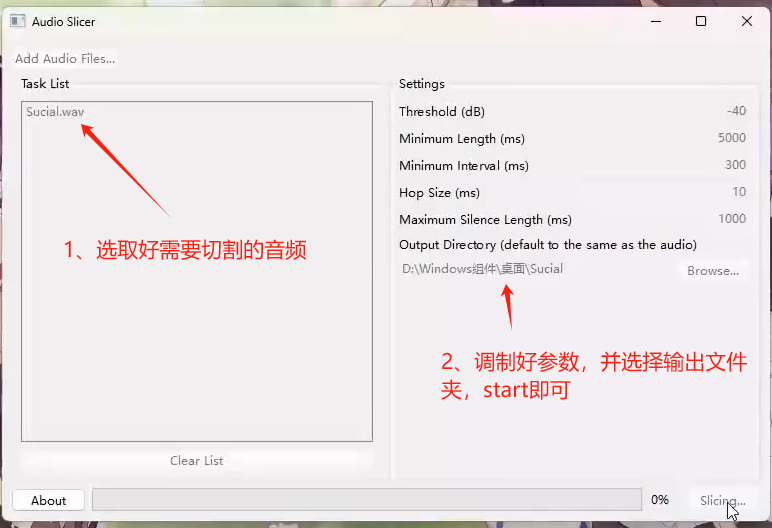 Audio Slicer
Add Audio Files...
Task List
Sucial.wav
1、选取好需要切割的音频
Clear List
Settings
Threshold (dB) -40
Minimum Length (ms) 5000
Minimum Interval (ms) 300
Hop Size (ms) 10
Maximum Silence Length (ms) 1000
Output Directory (default to the same as the audio)
D:\Windows组件\桌面\Sucial Browse...
2、调制好参数，并选择输出文件
夹，start即可
About 0% Slicing...